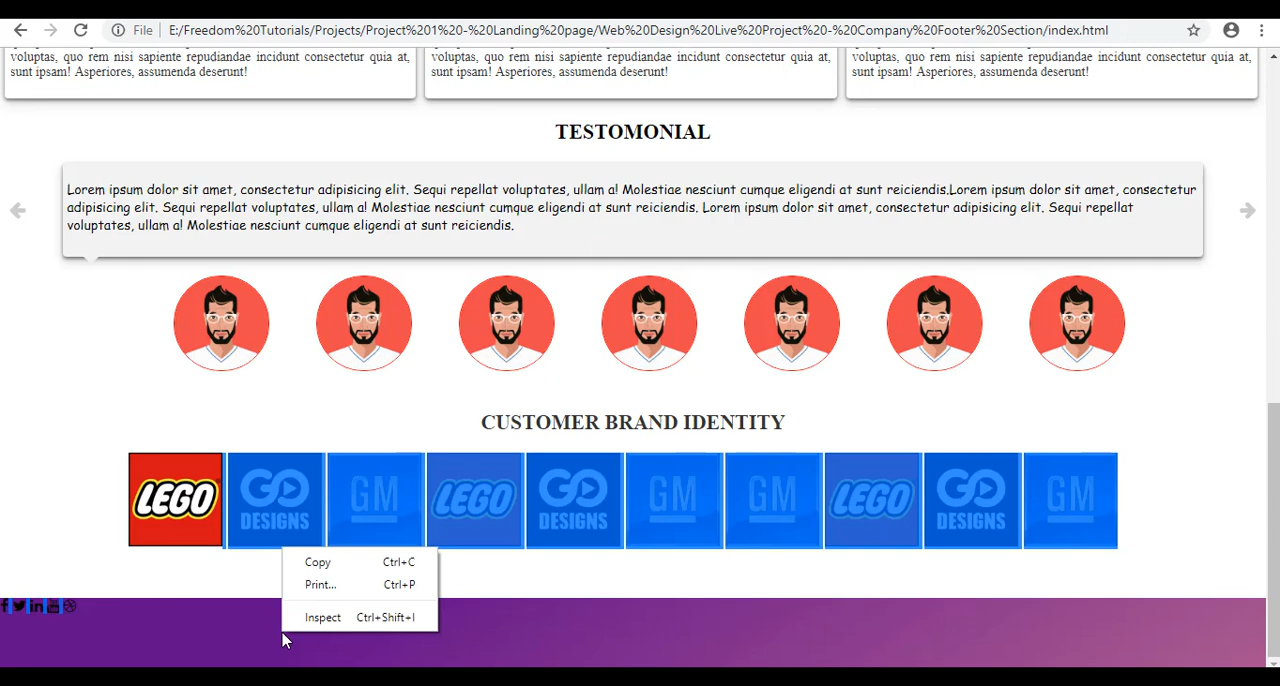 File E:/Freedom%20Tutorials/Projects/Project%201%20-%20Landing%20page/Web%20Design%20Live%20Project%20-%20Company%20Footer%20Section/index.html
voluptas, quo rem nisi sapiente repudiandae incidunt consectetur quia at, voluptas, quo rem nisi sapiente repudiandae incidunt consectetur quia at, voluptas, quo rem nisi sapiente repudiandae incidunt consectetur quia at,
sunt ipsam! Asperiores, assumenda deserunt! sunt ipsam! Asperiores, assumenda deserunt! sunt ipsam! Asperiores, assumenda deserunt!
TESTOMONIAL
Lorem ipsum dolor sit amet, consectetur adipisicing elit. Sequi repellat voluptates, ullam a! Molestiae nesciunt cumque eligendi at sunt reiciendis.Lorem ipsum dolor sit amet, consectetur
adipisicing elit. Sequi repellat voluptates, ullam a! Molestiae nesciunt cumque eligendi at sunt reiciendis. Lorem ipsum dolor sit amet, consectetur adipisicing elit. Sequi repellat
voluptates, ullam a! Molestiae nesciunt cumque eligendi at sunt reiciendis.
CUSTOMER BRAND IDENTITY
LEGO GO GM LEGO GO GM GM LEGO GO GM
DESIGNS DESIGNS DESIGNS
Copy Ctrl+C
Print... Ctrl+P
Inspect Ctrl+Shift+I